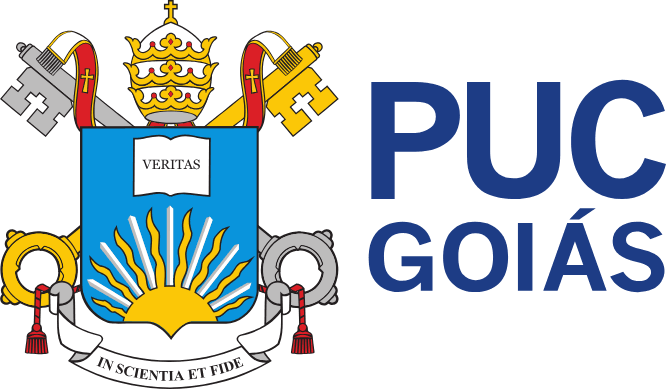 VERITAS
IN SCIENTIA ET FIDE
PUC
GOIÁS